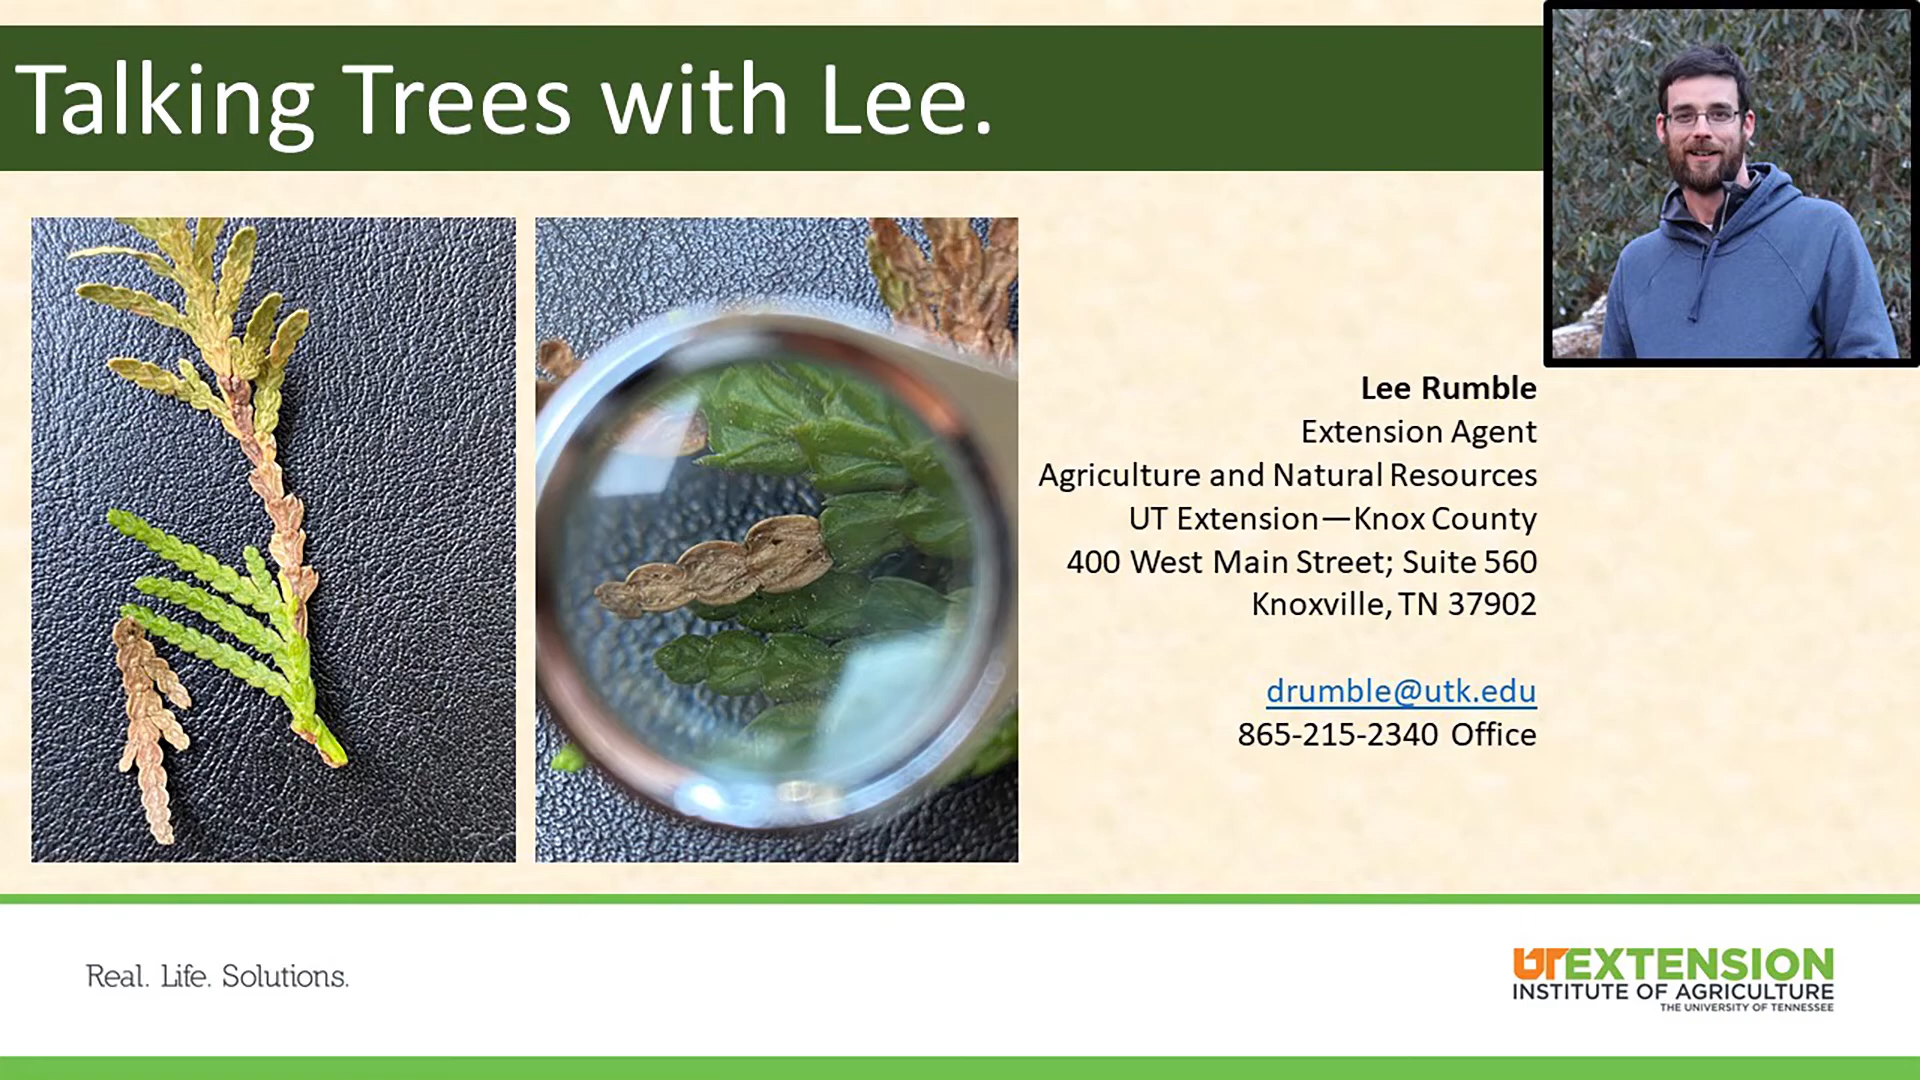 Talking Trees with Lee.
Lee Rumble
Extension Agent
Agriculture and Natural Resources
UT Extension—Knox County
400 West Main Street; Suite 560
Knoxville, TN 37902
drumble@utk.edu
865-215-2340 Office
Real. Life. Solutions.
UT EXTENSION
INSTITUTE OF AGRICULTURE
THE UNIVERSITY OF TENNESSEE